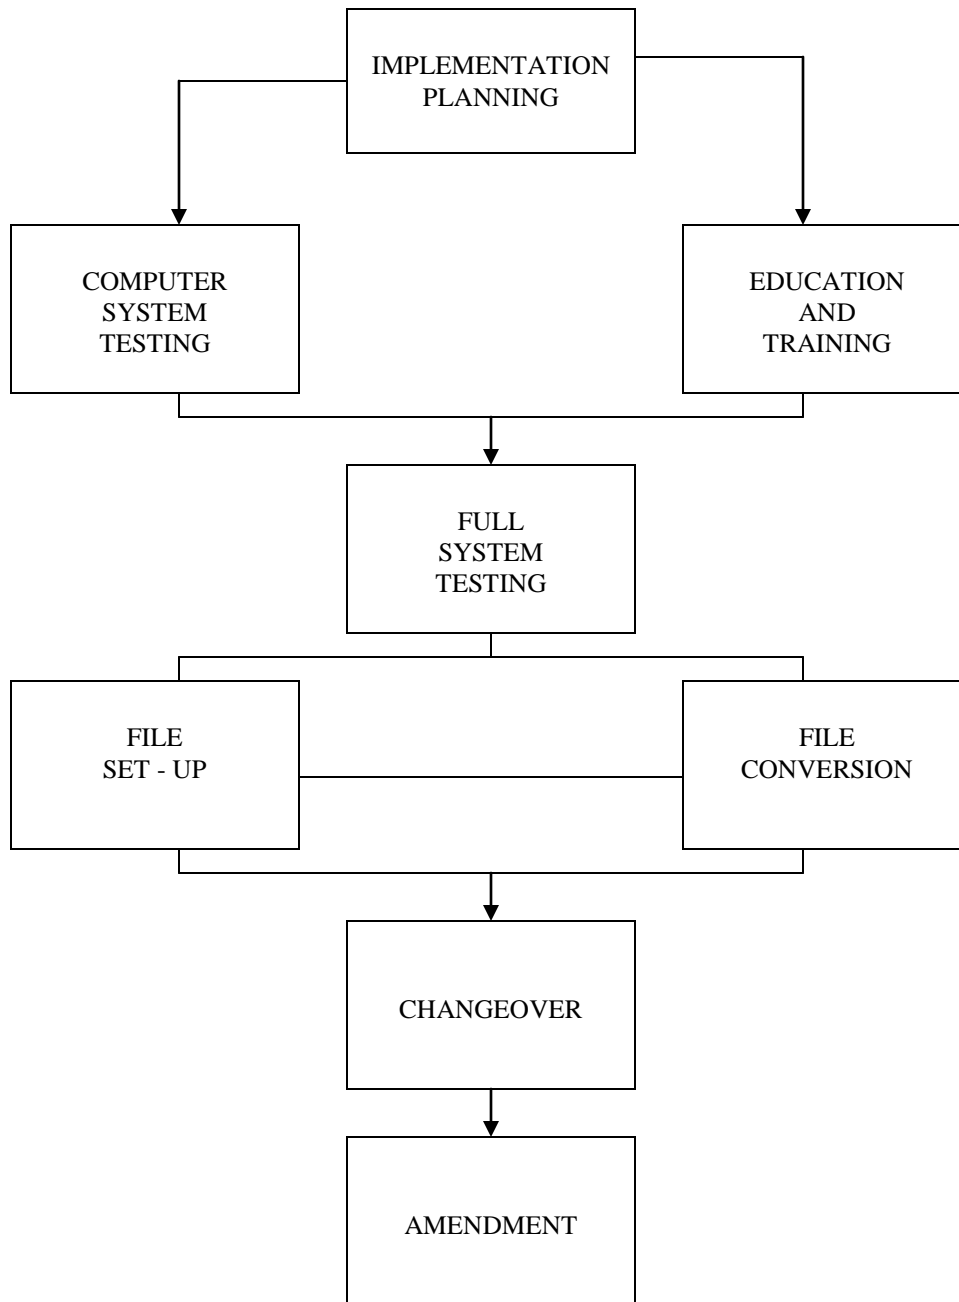 IMPLEMENTATION
PLANNING
COMPUTER
SYSTEM
TESTING
EDUCATION
AND
TRAINING
FULL
SYSTEM
TESTING
FILE
SET - UP
FILE
CONVERSION
CHANGEOVER
AMENDMENT